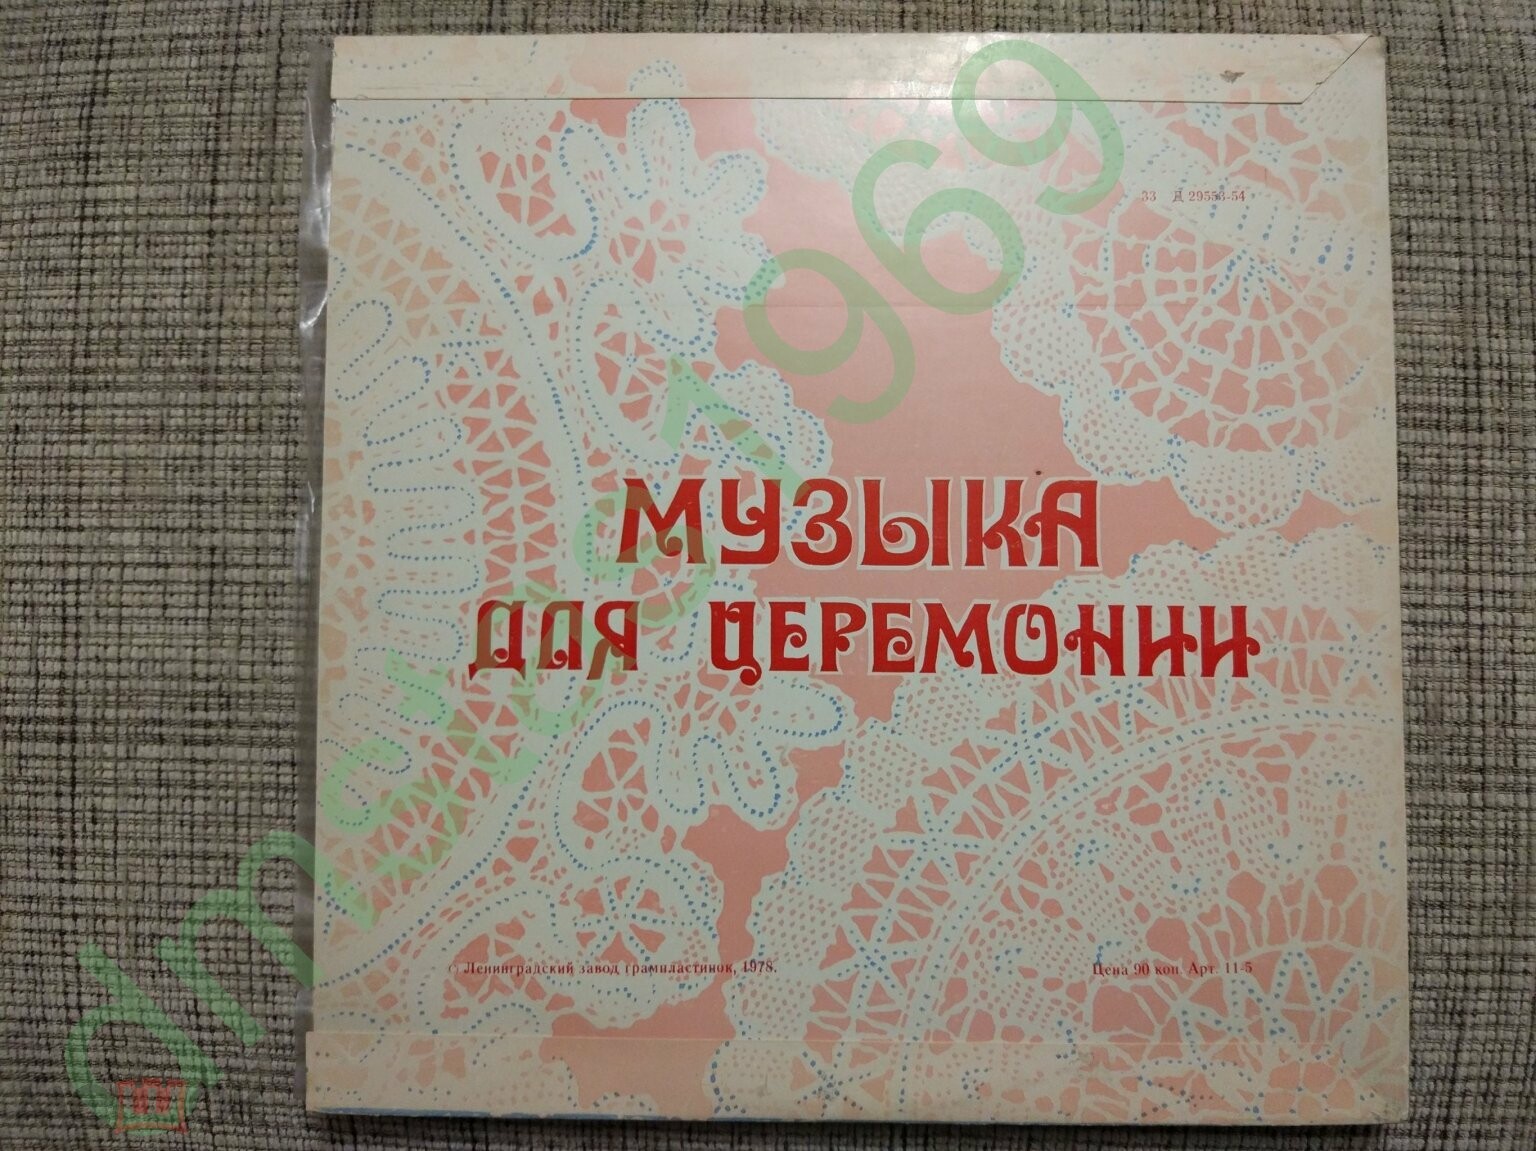 33 Д 29553-54
МУЗЫКА
ДЛЯ ЦЕРЕМОНИИ
© Ленинградский завод грампластинок, 1978.
Цена 90 коп. Арт. 11-5